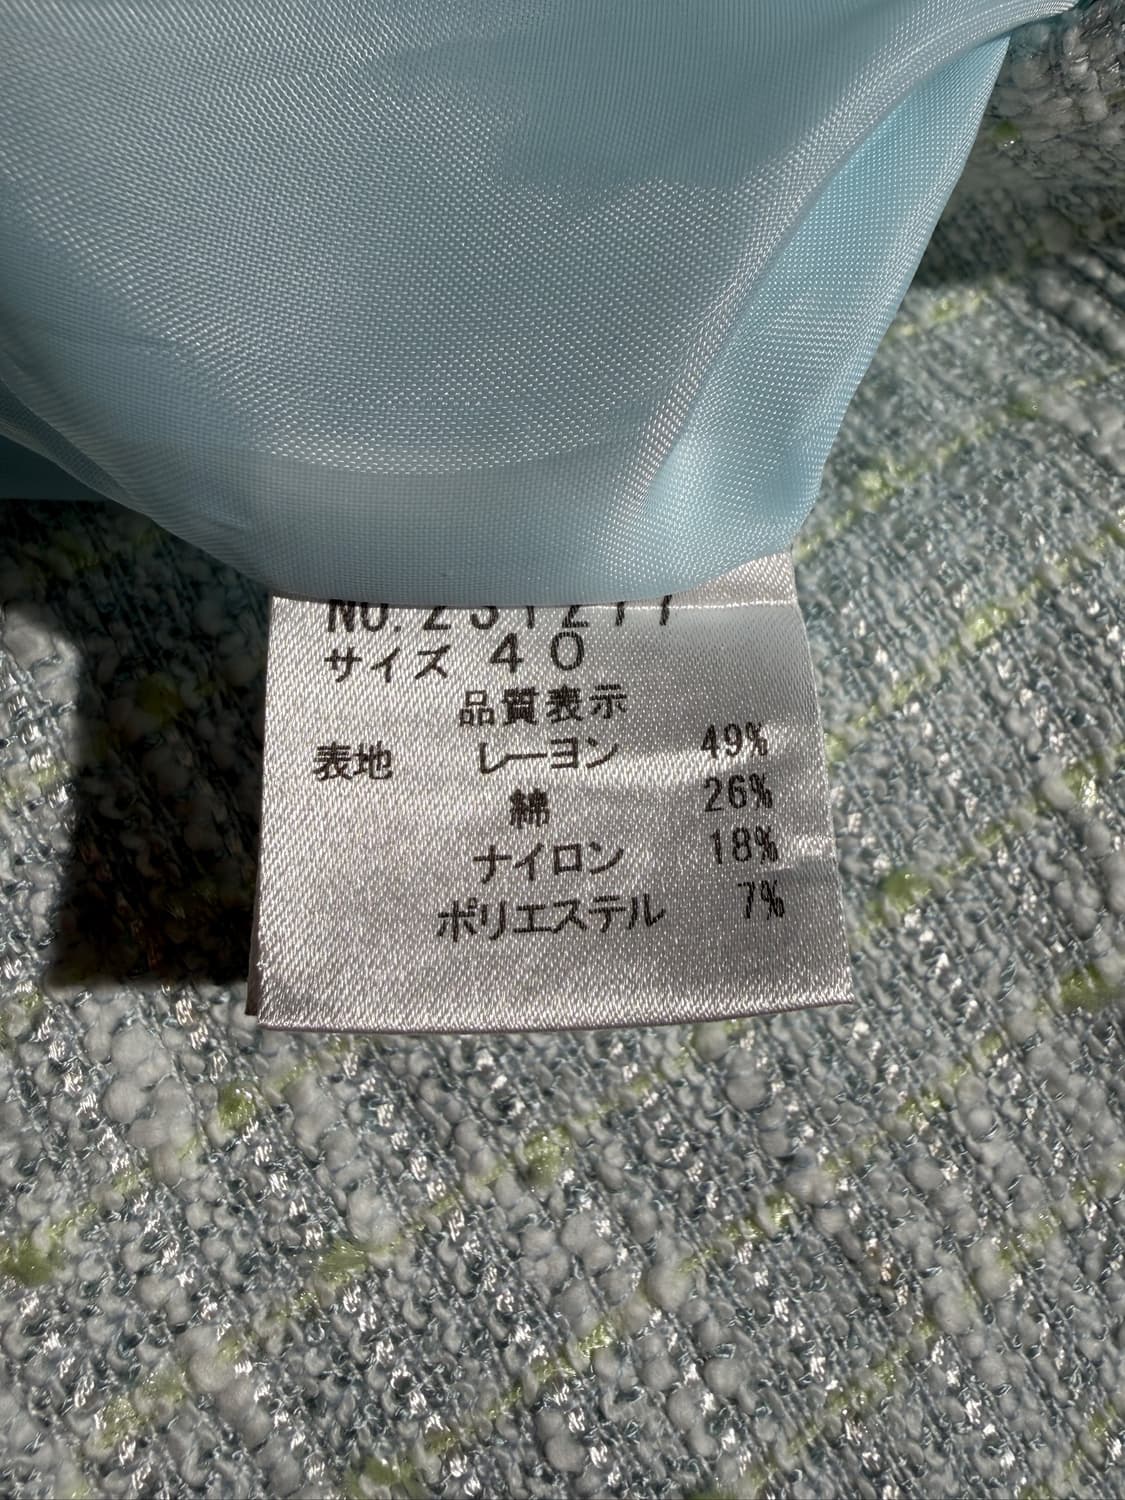 NO.
サイズ 40
品質表示
表地 レーヨン 49%
綿 26%
ナイロン 18%
ポリエステル 7%